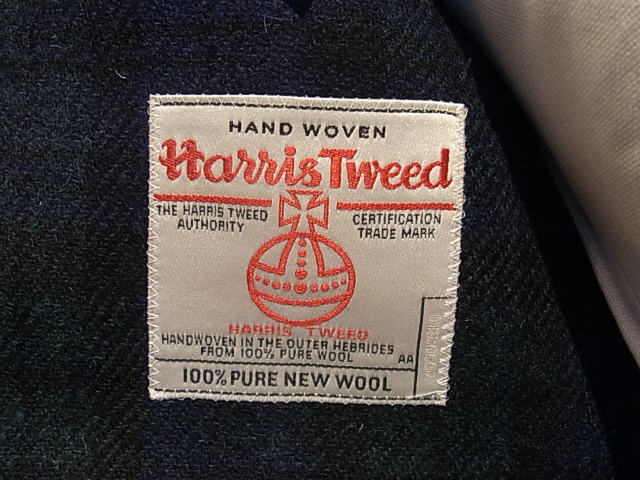 HAND WOVEN
Harris Tweed
THE HARRIS TWEED
AUTHORITY
CERTIFICATION
TRADE MARK
HARRIS TWEED
HANDWOVEN IN THE OUTER HEBRIDES
FROM 100% PURE WOOL
AA
100% PURE NEW WOOL